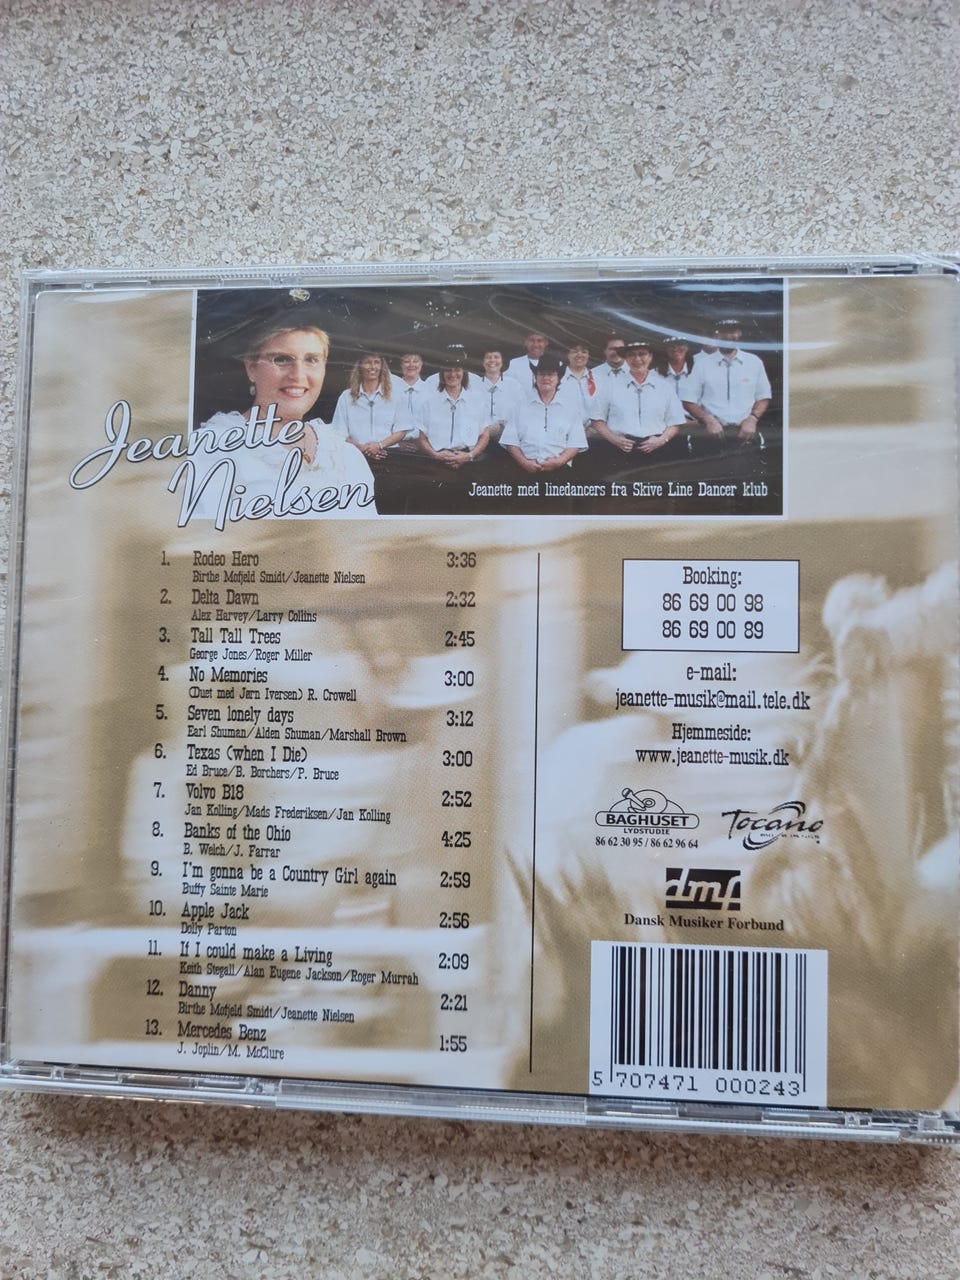 Jeanette
Nielsen
Jeanette med linedancers fra Skive Line Dancer klub
1. Rodeo Hero 3:36
Birthe Mofjeld Smidt/Jeanette Nielsen
2. Delta Dawn 2:32
Alex Harvey/Larry Collins
3. Tall Tall Trees 2:45
George Jones/Roger Miller
4. No Memories 3:00
(Duet med Jørn Iversen) R. Crowell
5. Seven lonely days 3:12
Earl Shuman/Alden Shuman/Marshall Brown
6. Texas (when I Die) 3:00
Ed Bruce/B. Borchers/P. Bruce
7. Volvo B18 2:52
Jan Kolling/Mads Frederiksen/Jan Kolling
8. Banks of the Ohio 4:25
B. Welch/J. Farrar
9. I'm gonna be a Country Girl again 2:59
Buffy Sainte Marie
10. Apple Jack 2:56
Dolly Parton
11. If I could make a Living 2:09
Keith Stegall/Alan Eugene Jackson/Roger Murrah
12. Danny 2:21
Birthe Mofjeld Smidt/Jeanette Nielsen
13. Mercedes Benz 1:55
J. Joplin/M. McClure
Booking:
86 69 00 98
86 69 00 89
e-mail:
jeanette-musik@mail.tele.dk
Hjemmeside:
www.jeanette-musik.dk
BAGHUSET
LYDSTUDIE
86 62 30 95 / 86 62 96 64
Tocano
dmf
Dansk Musiker Forbund
5 707471 000243